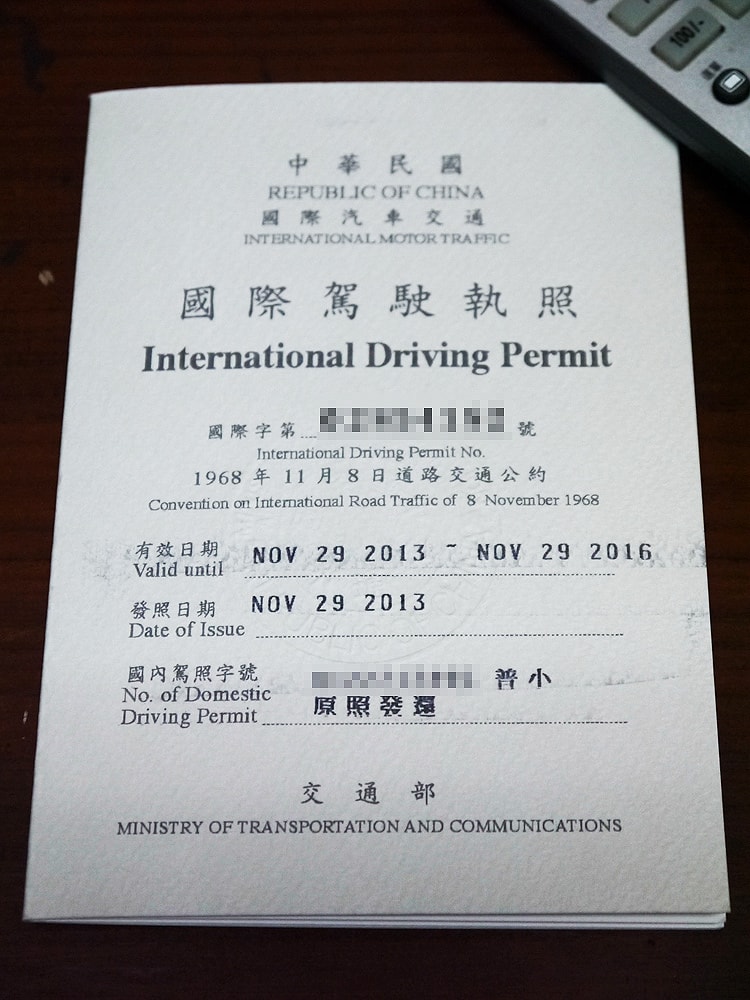 中華民國
REPUBLIC OF CHINA
國際汽車交通
INTERNATIONAL MOTOR TRAFFIC
國際駕駛執照
International Driving Permit
國際字第 號
International Driving Permit No.
1968年11月8日道路交通公約
Convention on International Road Traffic of 8 November 1968
有效日期
Valid until
NOV 29 2013 ~ NOV 29 2016
發照日期
Date of Issue
NOV 29 2013
國內駕照字號
No. of Domestic
Driving Permit
普小
原照發還
交通部
MINISTRY OF TRANSPORTATION AND COMMUNICATIONS
100/-